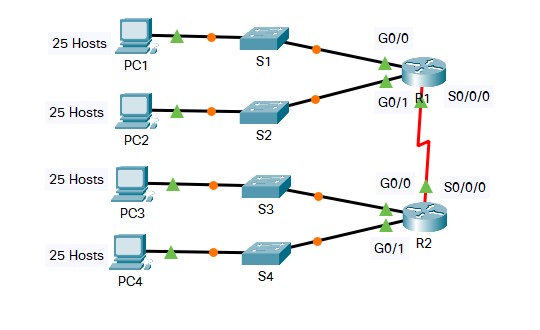 25 Hosts
PC1
S1
G0/0
R1
S0/0/0
G0/1
25 Hosts
PC2
S2
25 Hosts
PC3
S3
G0/0
S0/0/0
R2
G0/1
25 Hosts
PC4
S4